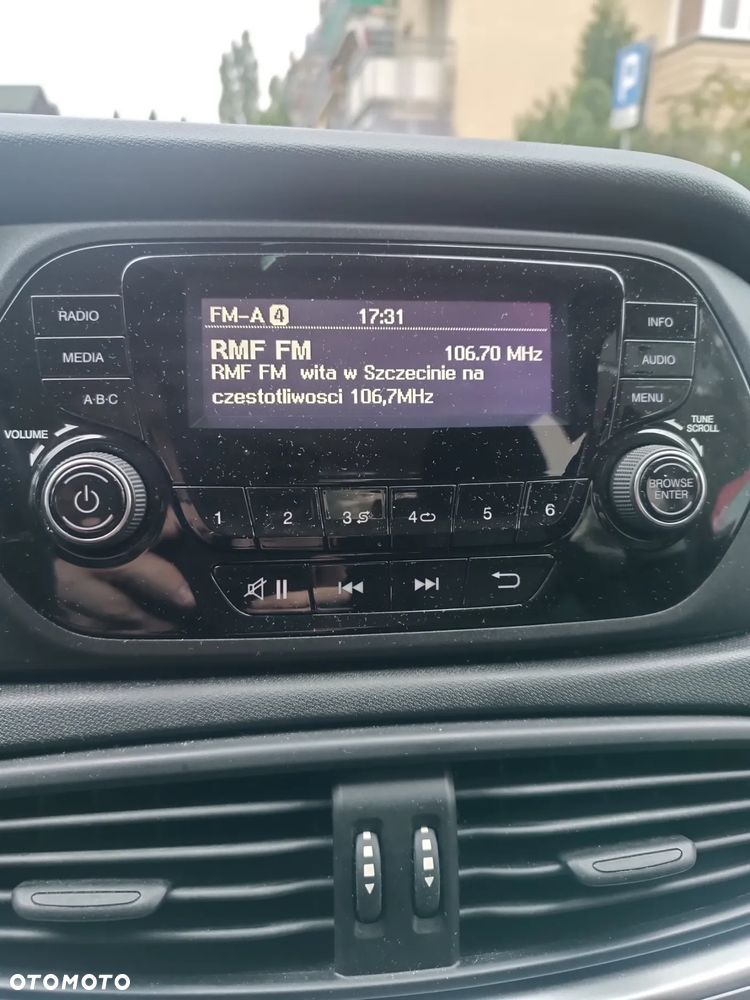 P
FM-A 4 17:31
RMF FM 106.70 MHz
RMF FM wita w Szczecinie na
czestotliwosci 106,7MHz
RADIO
MEDIA
A·B·C
INFO
AUDIO
MENU
VOLUME
TUNE
SCROLL
BROWSE
ENTER
1 2 3 4 5 6
OTOMOTO